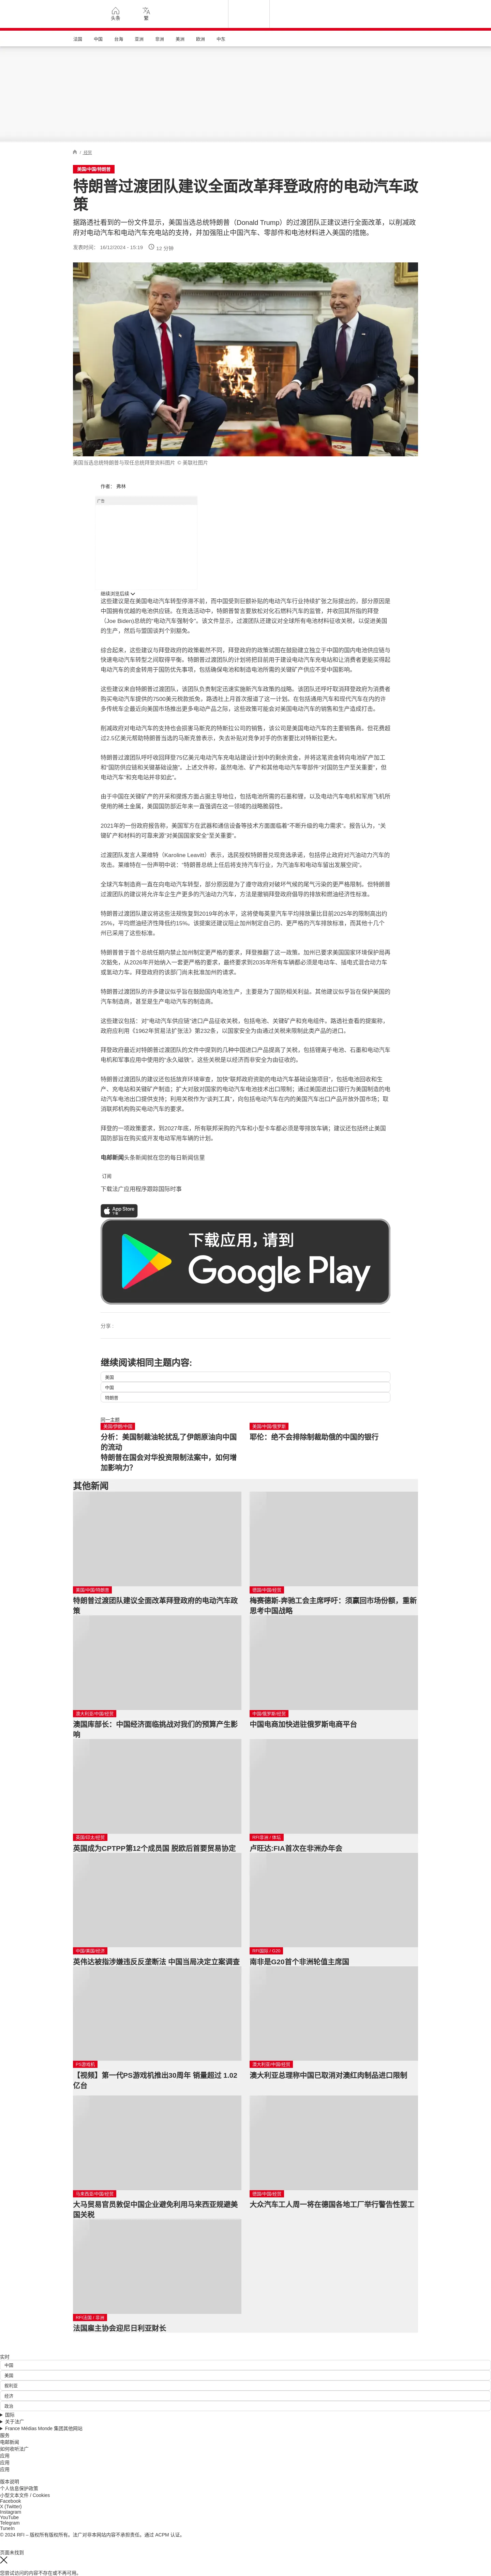 头条
繁
法国
中国
台海
亚洲
非洲
美洲
欧洲
中东
/ 经贸
美国/中国/特朗普
特朗普过渡团队建议全面改革拜登政府的电动汽车政
策
据路透社看到的一份文件显示，美国当选总统特朗普（Donald Trump）的过渡团队正建议进行全面改革，以削减政
府对电动汽车和电动汽车充电站的支持，并加强阻止中国汽车、零部件和电池材料进入美国的措施。
发表时间： 16/12/2024 - 15:19
12 分钟
美国当选总统特朗普与现任总统拜登资料图片 © 美联社图片
作者： 弗林
广告
继续浏览后续
这些建议是在美国电动汽车转型停滞不前，而中国受到巨额补贴的电动汽车行业持续扩张之际提出的，部分原因是
中国拥有优越的电池供应链。在竞选活动中，特朗普誓言要放松对化石燃料汽车的监管，并收回其所指的拜登
（Joe Biden)总统的“电动汽车强制令”。该文件显示，过渡团队还建议对全球所有电池材料征收关税，以促进美国
的生产，然后与盟国谈判个别豁免。
综合起来，这些建议与拜登政府的政策截然不同，拜登政府的政策试图在鼓励建立独立于中国的国内电池供应链与
快速电动汽车转型之间取得平衡。特朗普过渡团队的计划将把目前用于建设电动汽车充电站和让消费者更能买得起
电动汽车的资金转用于国防优先事项，包括确保电池和制造电池所需的关键矿产供应不受中国影响。
这些建议来自特朗普过渡团队，该团队负责制定迅速实施新汽车政策的战略。该团队还呼吁取消拜登政府为消费者
购买电动汽车提供的7500美元税款抵免。路透社上月首次报道了这一计划。在包括通用汽车和现代汽车在内的许
多传统车企最近向美国市场推出更多电动产品之际，这些政策可能会对美国电动汽车的销售和生产造成打击。
削减政府对电动汽车的支持也会损害马斯克的特斯拉公司的销售，该公司是美国电动汽车的主要销售商。但花费超
过2.5亿美元帮助特朗普当选的马斯克曾表示，失去补贴对竞争对手的伤害要比对特斯拉更大。
特朗普过渡团队呼吁收回拜登75亿美元电动汽车充电站建设计划中的剩余资金，并将这笔资金转向电池矿产加工
和“国防供应链和关键基础设施”。上述文件称，虽然电池、矿产和其他电动汽车零部件“对国防生产至关重要”，但
电动汽车“和充电站并非如此”。
由于中国在关键矿产的开采和提炼方面占据主导地位，包括电池所需的石墨和锂，以及电动汽车电机和军用飞机所
使用的稀土金属，美国国防部近年来一直强调在这一领域的战略脆弱性。
2021年的一份政府报告称，美国军方在武器和通信设备等技术方面面临着“不断升级的电力需求”。报告认为，“关
键矿产和材料的可靠来源”对美国国家安全“至关重要”。
过渡团队发言人莱维特（Karoline Leavitt）表示，选民授权特朗普兑现竞选承诺，包括停止政府对汽油动力汽车的
攻击。莱维特在一份声明中说：“特朗普总统上任后将支持汽车行业，为汽油车和电动车留出发展空间”。
全球汽车制造商一直在向电动汽车转型，部分原因是为了遵守政府对破坏气候的尾气污染的更严格限制。但特朗普
过渡团队的建议将允许车企生产更多的汽油动力汽车，方法是撤销拜登政府倡导的排放和燃油经济性标准。
特朗普过渡团队建议将这些法规恢复到2019年的水平，这将使每英里汽车平均排放量比目前2025年的限制高出约
25%，平均燃油经济性降低约15%。该提案还建议阻止加州制定自己的、更严格的汽车排放标准，而其他十几个
州已采用了这些标准。
特朗普曾于首个总统任期内禁止加州制定更严格的要求，拜登推翻了这一政策。加州已要求美国国家环境保护局再
次豁免，从2026年开始纳入一套更严格的要求，最终要求到2035年所有车辆都必须是电动车、插电式混合动力车
或氢动力车。拜登政府的该部门尚未批准加州的请求。
特朗普过渡团队的许多建议似乎旨在鼓励国内电池生产，主要是为了国防相关利益。其他建议似乎旨在保护美国的
汽车制造商，甚至是生产电动汽车的制造商。
这些建议包括：对“电动汽车供应链”进口产品征收关税，包括电池、关键矿产和充电组件。路透社查看的提案称，
政府应利用《1962年贸易法扩张法》第232条，以国家安全为由通过关税来限制此类产品的进口。
拜登政府最近对特朗普过渡团队的文件中提到的几种中国进口产品提高了关税，包括锂离子电池、石墨和电动汽车
电机和军事应用中使用的“永久磁铁”。这些关税是以经济而非安全为由征收的。
特朗普过渡团队的建议还包括放弃环境审查，加快“联邦政府资助的电动汽车基础设施项目”，包括电池回收和生
产、充电站和关键矿产制造；扩大对敌对国家的电动汽车电池技术出口限制；通过美国进出口银行为美国制造的电
动汽车电池出口提供支持；利用关税作为“谈判工具”，向包括电动汽车在内的美国汽车出口产品开放外国市场；取
消联邦机构购买电动汽车的要求。
拜登的一项政策要求，到2027年底，所有联邦采购的汽车和小型卡车都必须是零排放车辆；建议还包括终止美国
国防部旨在购买或开发电动军用车辆的计划。
电邮新闻头条新闻就在您的每日新闻信里
订阅
下载法广应用程序跟踪国际时事
App Store
下载
下载应用，请到
Google Play
分享 :
继续阅读相同主题内容:
美国
中国
特朗普
同一主题
美国/伊朗/中国
分析：美国制裁油轮扰乱了伊朗原油向中国
的流动
特朗普在国会对华投资限制法案中，如何增
加影响力?
美国/中国/俄罗斯
耶伦：绝不会排除制裁助俄的中国的银行
其他新闻
美国/中国/特朗普
特朗普过渡团队建议全面改革拜登政府的电动汽车政
策
德国/中国/经贸
梅赛德斯-奔驰工会主席呼吁：须赢回市场份额，重新
思考中国战略
澳大利亚/中国/经贸
澳国库部长：中国经济面临挑战对我们的预算产生影
响
中国/俄罗斯/经贸
中国电商加快进驻俄罗斯电商平台
英国/印太/经贸
英国成为CPTPP第12个成员国 脱欧后首要贸易协定
RFI非洲 / 体坛
卢旺达:FIA首次在非洲办年会
中国/美国/经济
英伟达被指涉嫌违反反垄断法 中国当局决定立案调查
RFI国际 / G20
南非是G20首个非洲轮值主席国
PS游戏机
【视频】第一代PS游戏机推出30周年 销量超过 1.02
亿台
澳大利亚/中国/经贸
澳大利亚总理称中国已取消对澳红肉制品进口限制
马来西亚/中国/经贸
大马贸易官员敦促中国企业避免利用马来西亚规避美
国关税
德国/中国/经贸
大众汽车工人周一将在德国各地工厂举行警告性罢工
RFI法国 / 非洲
法国雇主协会迎尼日利亚财长
实时
中国
美国
叙利亚
经济
政治
国际
关于法广
France Médias Monde 集团其他网站
服务
电邮新闻
如何收听法广
应用
应用
应用
版本说明
个人信息保护政策
小型文本文件 / Cookies
Facebook
X (Twitter)
Instagram
YouTube
Telegram
TuneIn
© 2024 RFI – 版权所有版权所有。法广对非本网站内容不承担责任。通过 ACPM 认证。
页面未找到
您尝试访问的内容不存在或不再可用。